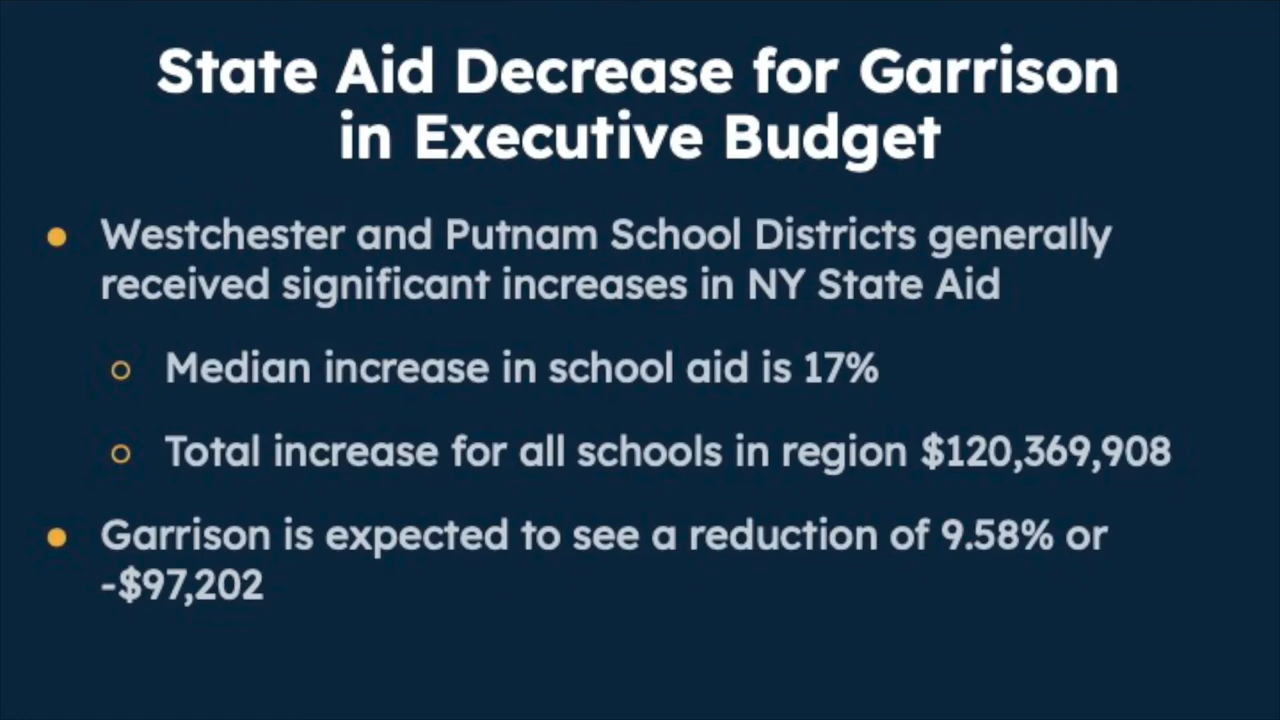 State Aid Decrease for Garrison
in Executive Budget
● Westchester and Putnam School Districts generally
received significant increases in NY State Aid
○ Median increase in school aid is 17%
○ Total increase for all schools in region $120,369,908
● Garrison is expected to see a reduction of 9.58% or
-$97,202